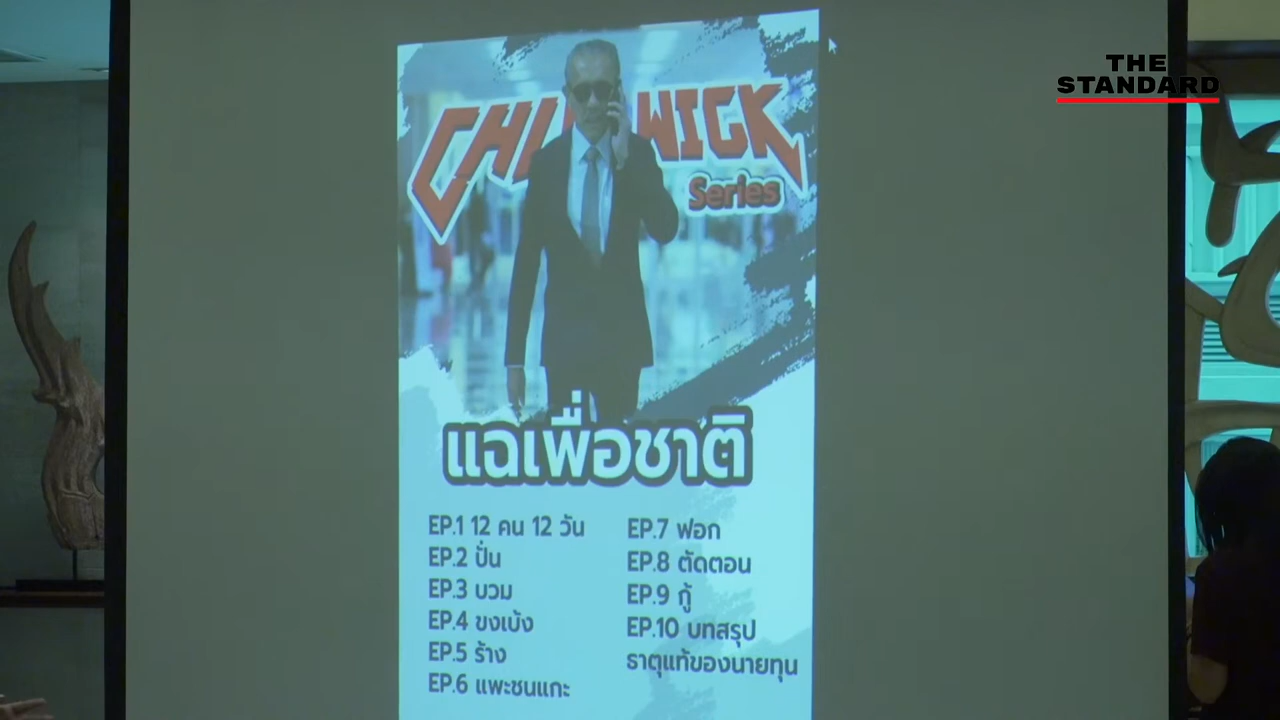 THE
STANDARD
CHU WICK
Series
แฉเพื่อชาติ
EP.1 12 คน 12 วัน
EP.2 ปั่น
EP.3 บวม
EP.4 ขงเบ้ง
EP.5 ร้าง
EP.6 แพะชนแกะ
EP.7 ฟอก
EP.8 ตัดตอน
EP.9 กู้
EP.10 บทสรุป
ธาตุแท้ของนายทุน